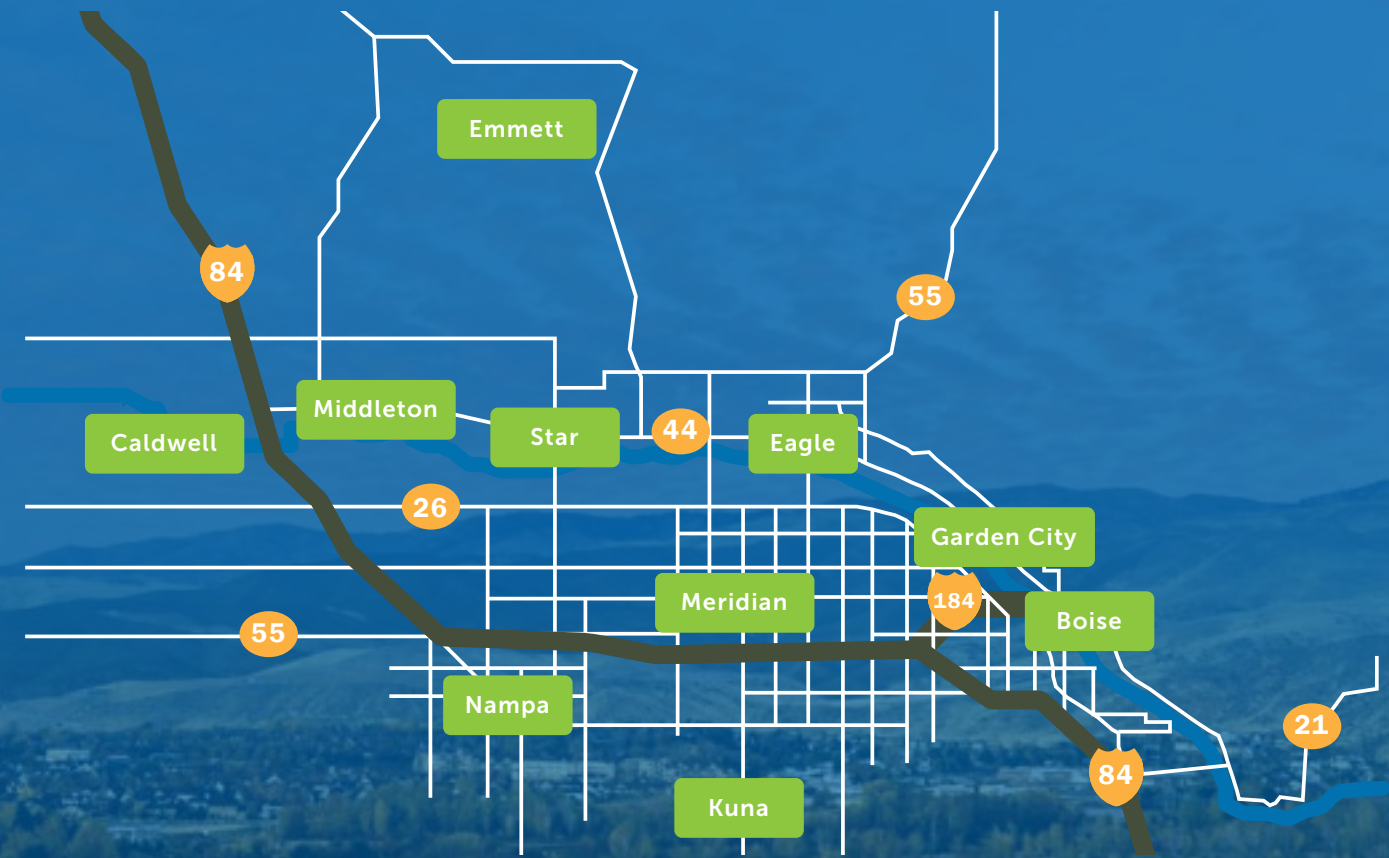 Emmett
84
55
Middleton
Caldwell
Star
44
Eagle
26
Garden City
Meridian
184
Boise
55
Nampa
21
84
Kuna